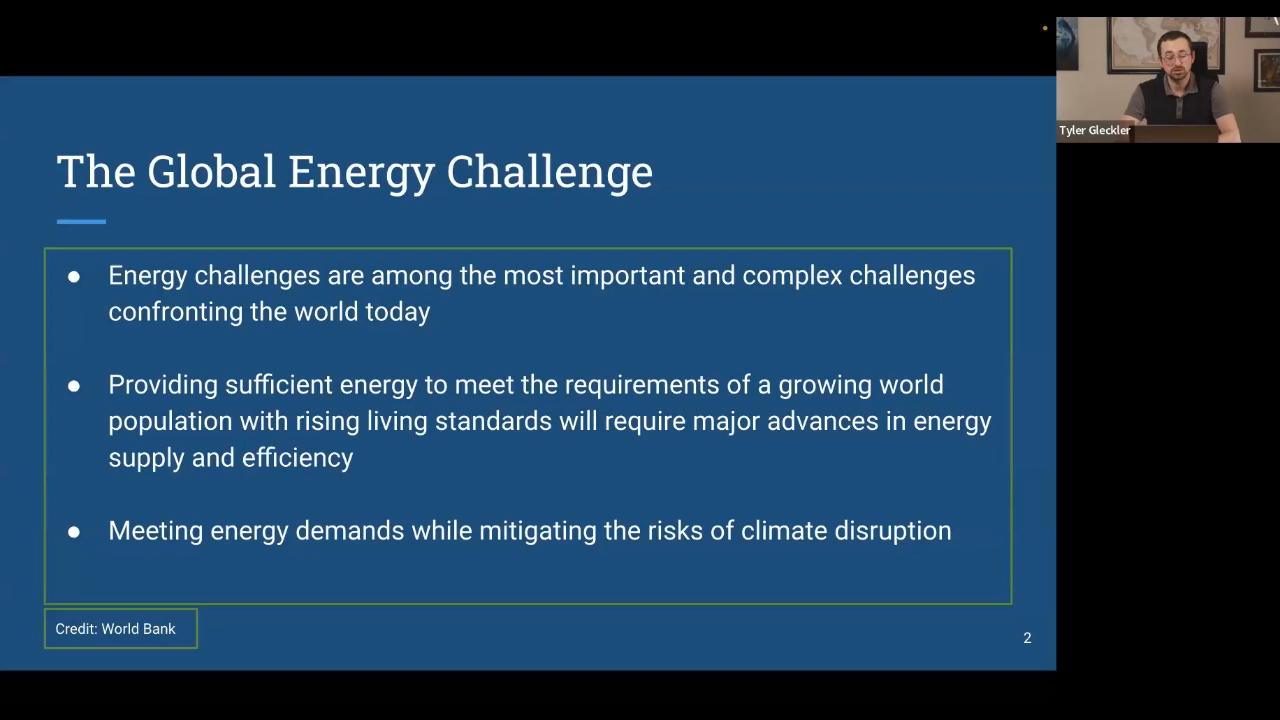 The Global Energy Challenge
● Energy challenges are among the most important and complex challenges
confronting the world today
● Providing sufficient energy to meet the requirements of a growing world
population with rising living standards will require major advances in energy
supply and efficiency
● Meeting energy demands while mitigating the risks of climate disruption
Credit: World Bank
2
Tyler Gleckler